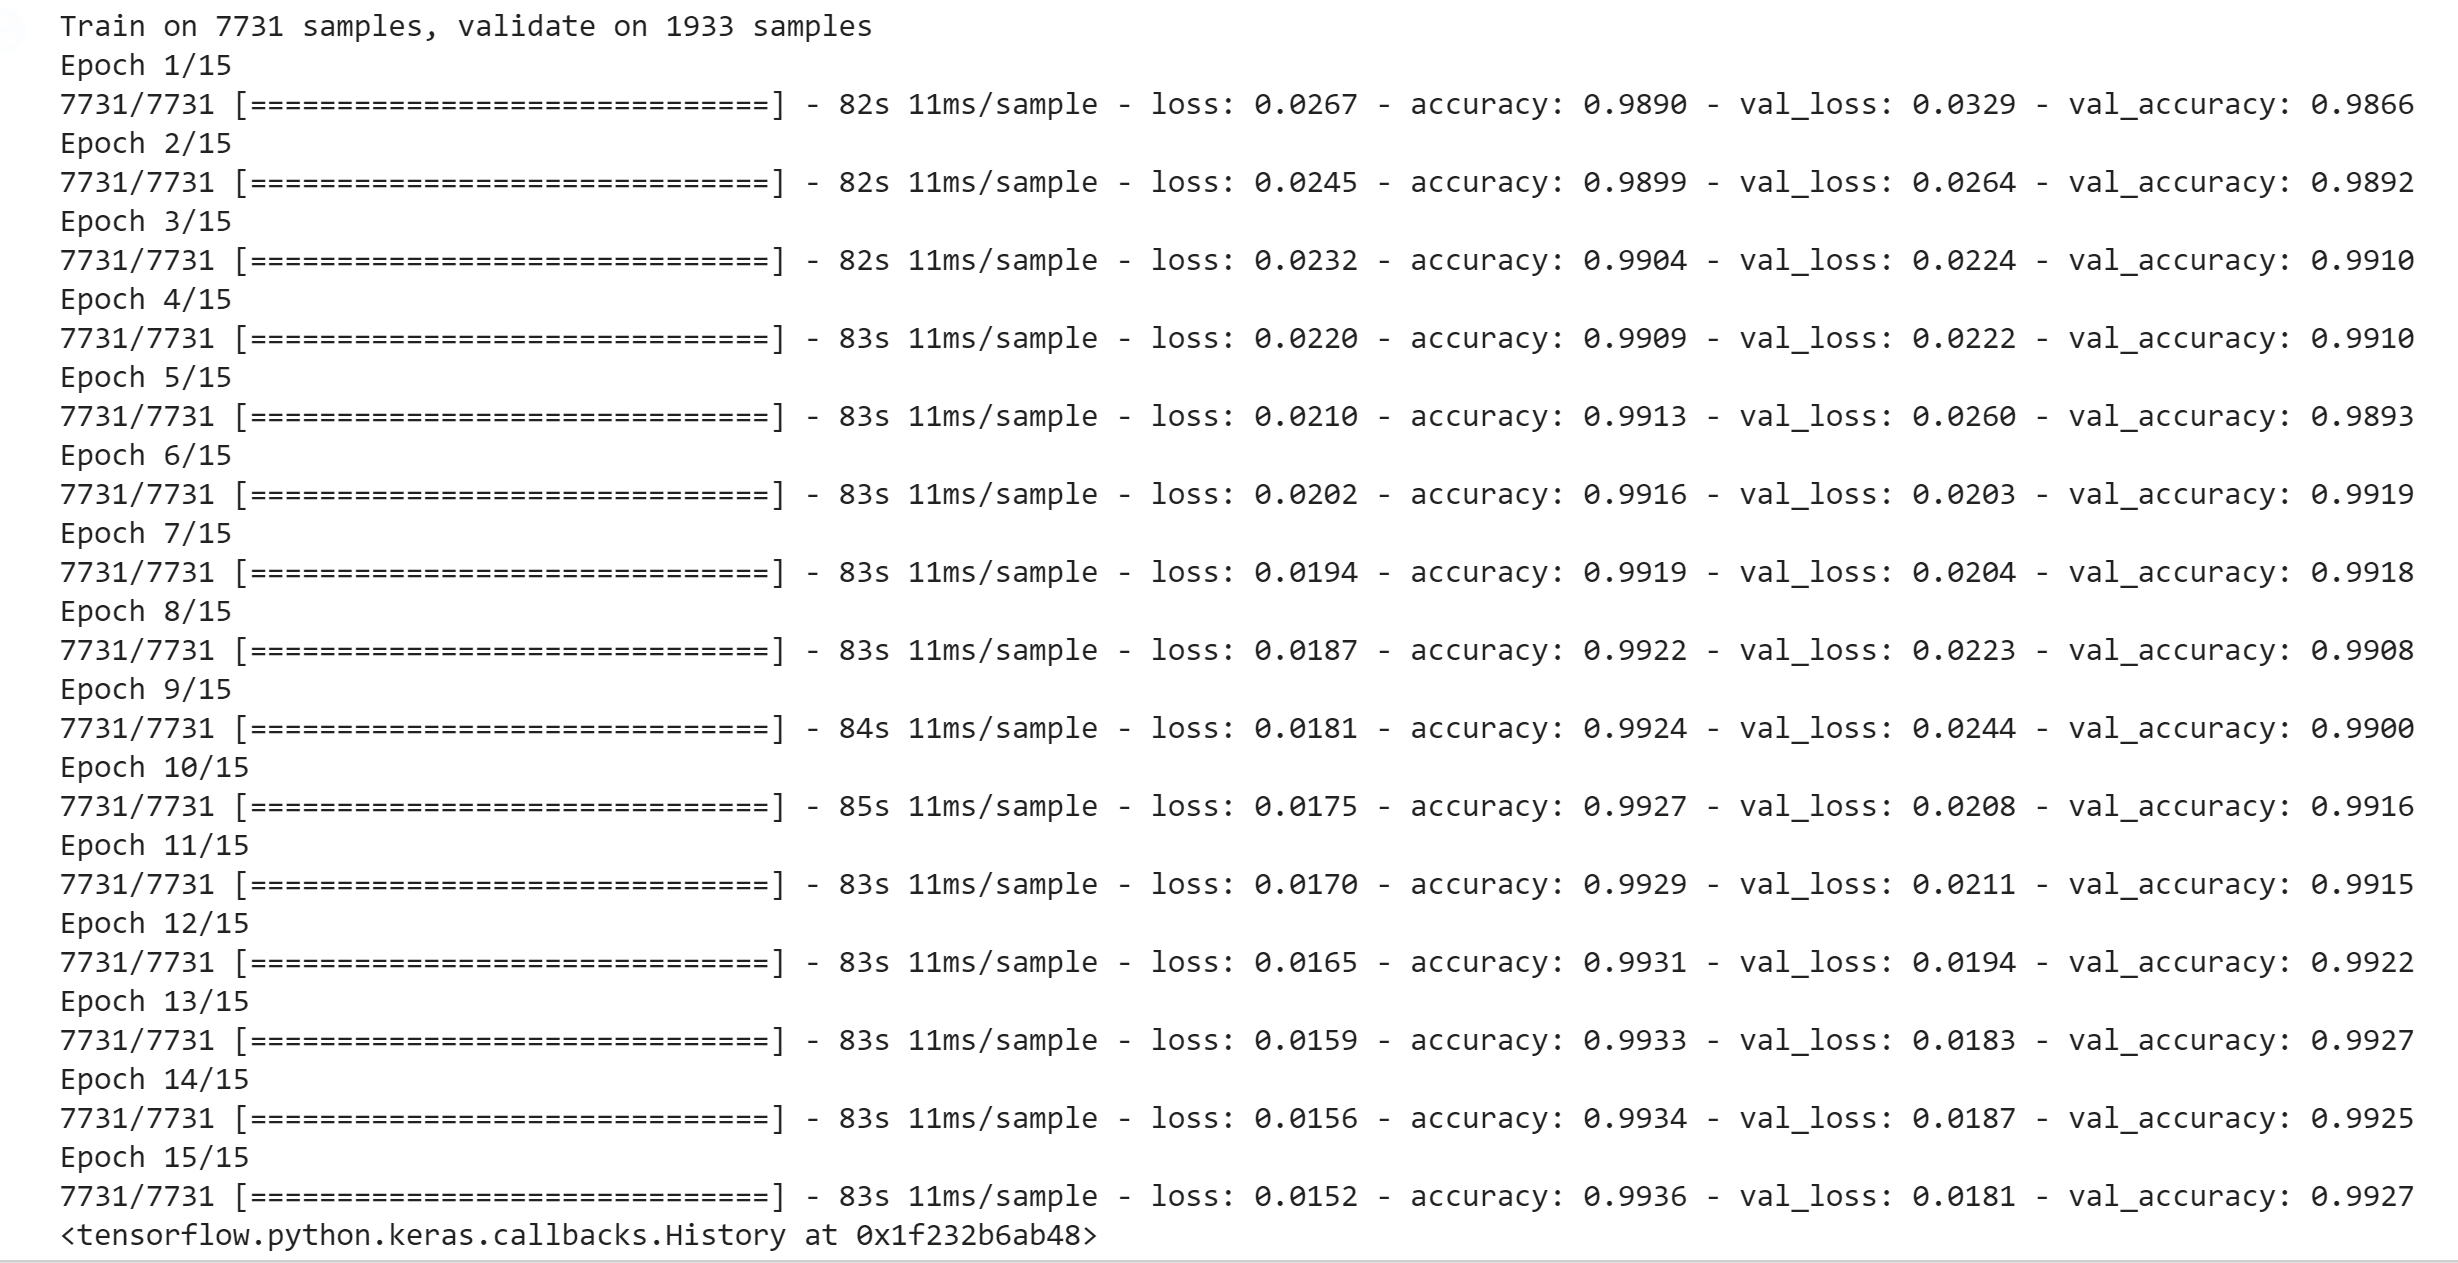 Train on 7731 samples, validate on 1933 samples
Epoch 1/15
7731/7731 [==============================] - 82s 11ms/sample - loss: 0.0267 - accuracy: 0.9890 - val_loss: 0.0329 - val_accuracy: 0.9866
Epoch 2/15
7731/7731 [==============================] - 82s 11ms/sample - loss: 0.0245 - accuracy: 0.9899 - val_loss: 0.0264 - val_accuracy: 0.9892
Epoch 3/15
7731/7731 [==============================] - 82s 11ms/sample - loss: 0.0232 - accuracy: 0.9904 - val_loss: 0.0224 - val_accuracy: 0.9910
Epoch 4/15
7731/7731 [==============================] - 83s 11ms/sample - loss: 0.0220 - accuracy: 0.9909 - val_loss: 0.0222 - val_accuracy: 0.9910
Epoch 5/15
7731/7731 [==============================] - 83s 11ms/sample - loss: 0.0210 - accuracy: 0.9913 - val_loss: 0.0260 - val_accuracy: 0.9893
Epoch 6/15
7731/7731 [==============================] - 83s 11ms/sample - loss: 0.0202 - accuracy: 0.9916 - val_loss: 0.0203 - val_accuracy: 0.9919
Epoch 7/15
7731/7731 [==============================] - 83s 11ms/sample - loss: 0.0194 - accuracy: 0.9919 - val_loss: 0.0204 - val_accuracy: 0.9918
Epoch 8/15
7731/7731 [==============================] - 83s 11ms/sample - loss: 0.0187 - accuracy: 0.9922 - val_loss: 0.0223 - val_accuracy: 0.9908
Epoch 9/15
7731/7731 [==============================] - 84s 11ms/sample - loss: 0.0181 - accuracy: 0.9924 - val_loss: 0.0244 - val_accuracy: 0.9900
Epoch 10/15
7731/7731 [==============================] - 85s 11ms/sample - loss: 0.0175 - accuracy: 0.9927 - val_loss: 0.0208 - val_accuracy: 0.9916
Epoch 11/15
7731/7731 [==============================] - 83s 11ms/sample - loss: 0.0170 - accuracy: 0.9929 - val_loss: 0.0211 - val_accuracy: 0.9915
Epoch 12/15
7731/7731 [==============================] - 83s 11ms/sample - loss: 0.0165 - accuracy: 0.9931 - val_loss: 0.0194 - val_accuracy: 0.9922
Epoch 13/15
7731/7731 [==============================] - 83s 11ms/sample - loss: 0.0159 - accuracy: 0.9933 - val_loss: 0.0183 - val_accuracy: 0.9927
Epoch 14/15
7731/7731 [==============================] - 83s 11ms/sample - loss: 0.0156 - accuracy: 0.9934 - val_loss: 0.0187 - val_accuracy: 0.9925
Epoch 15/15
7731/7731 [==============================] - 83s 11ms/sample - loss: 0.0152 - accuracy: 0.9936 - val_loss: 0.0181 - val_accuracy: 0.9927
<tensorflow.python.keras.callbacks.History at 0x1f232b6ab48>